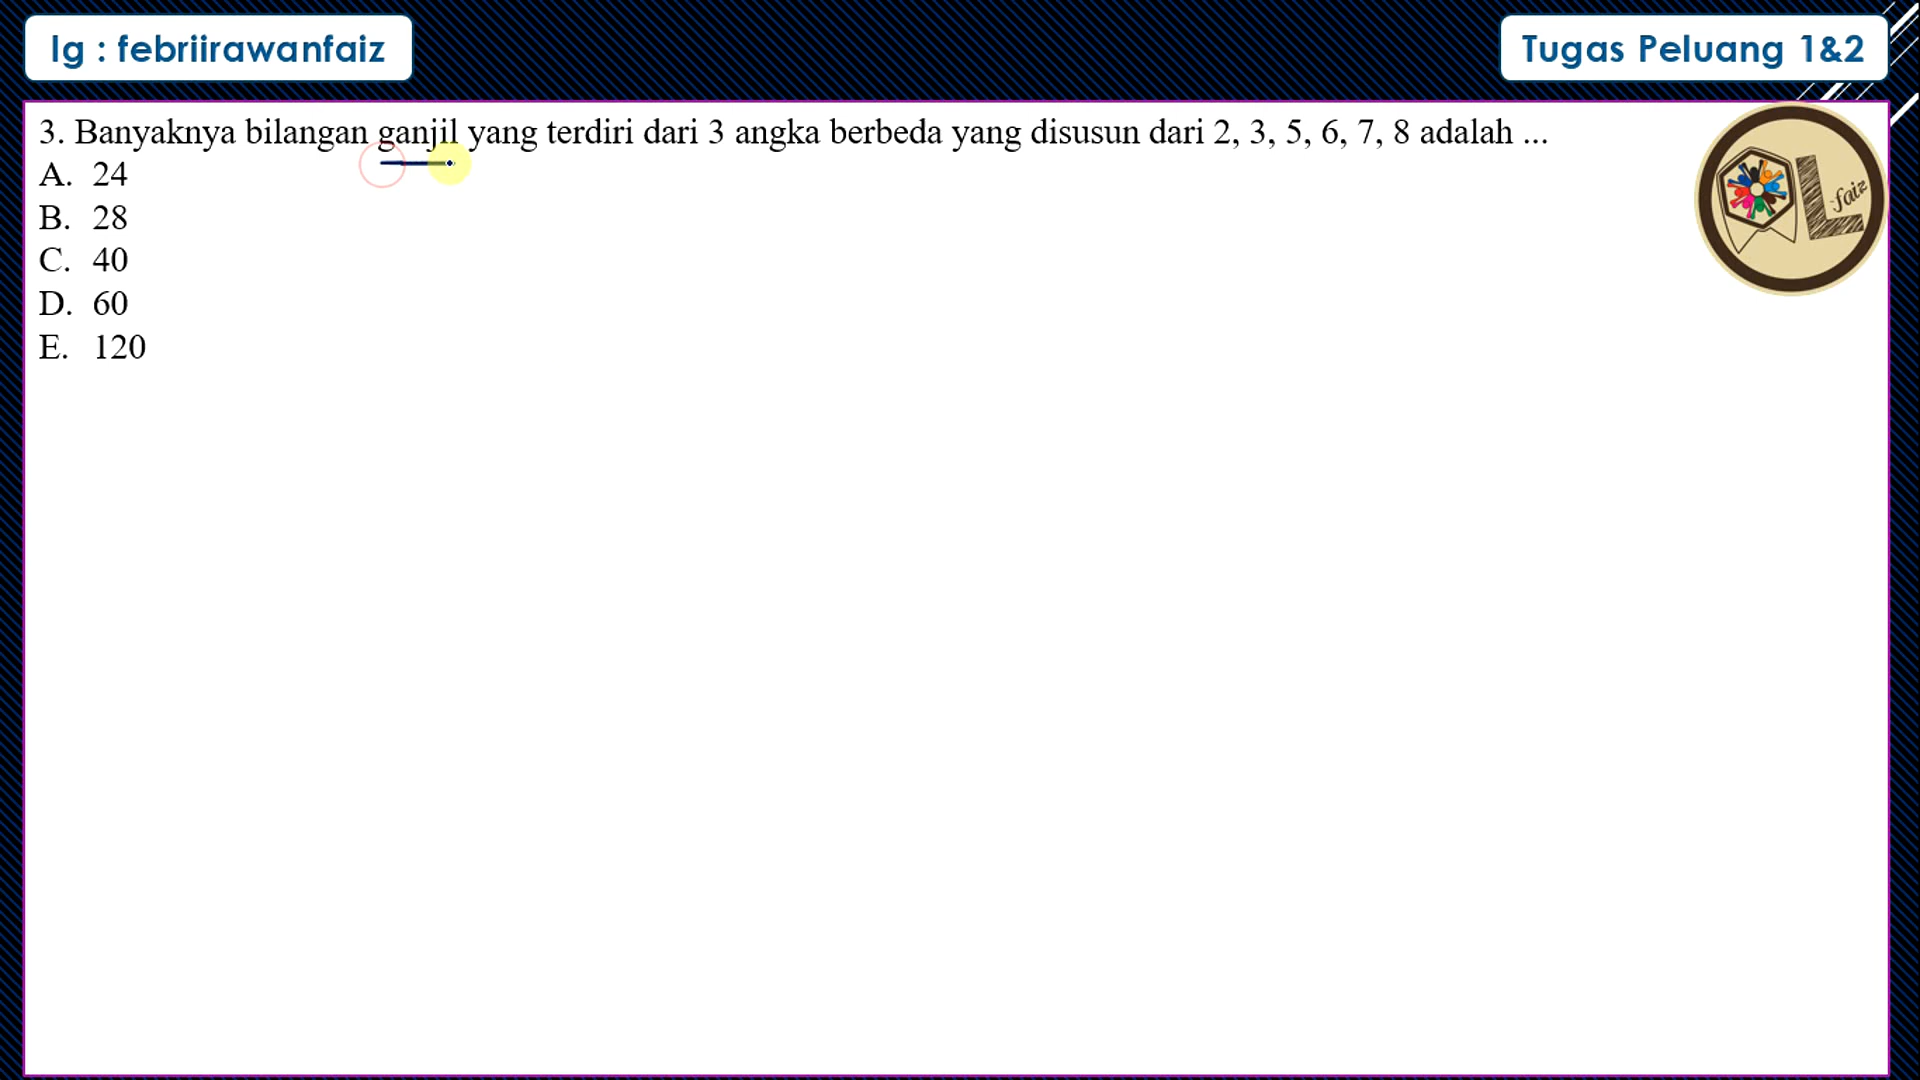 Ig : febriirawanfaiz
Tugas Peluang 1&2
3. Banyaknya bilangan ganjil yang terdiri dari 3 angka berbeda yang disusun dari 2, 3, 5, 6, 7, 8 adalah ...
A. 24
B. 28
C. 40
D. 60
E. 120
faiz